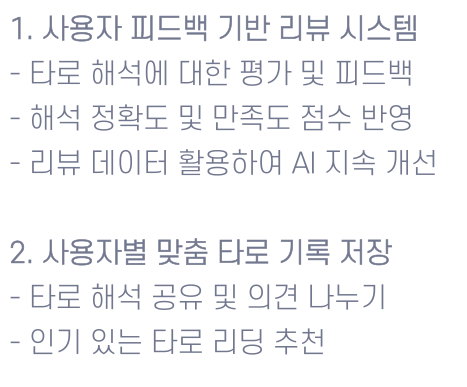 1. 사용자 피드백 기반 리뷰 시스템
- 타로 해석에 대한 평가 및 피드백
- 해석 정확도 및 만족도 점수 반영
- 리뷰 데이터 활용하여 AI 지속 개선
2. 사용자별 맞춤 타로 기록 저장
- 타로 해석 공유 및 의견 나누기
- 인기 있는 타로 리딩 추천